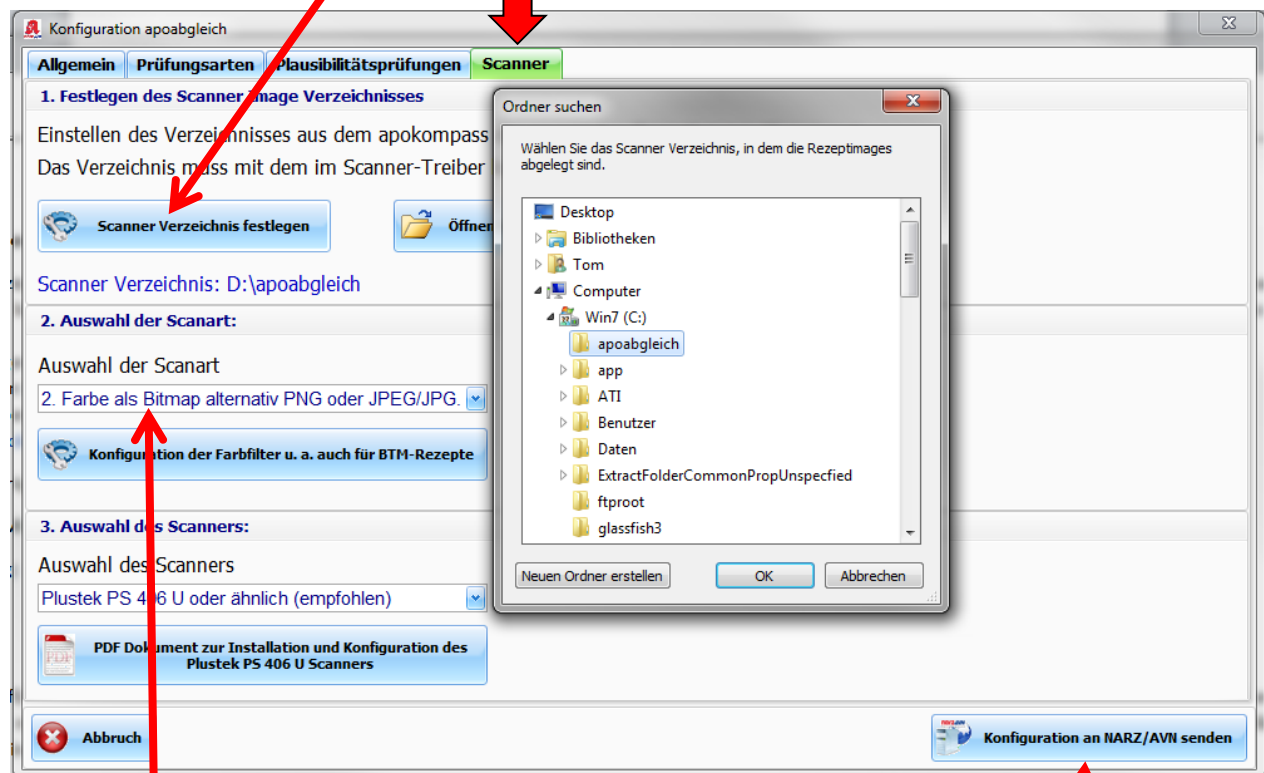 Konfiguration apoabgleich
Allgemein Prüfungsarten Plausibilitätsprüfungen Scanner
1. Festlegen des Scanner Image Verzeichnisses
Einstellen des Verzeichnisses aus dem apokompass
Das Verzeichnis muss mit dem im Scanner-Treiber
Scanner Verzeichnis festlegen
Öffnen
Scanner Verzeichnis: D:\apoabgleich
2. Auswahl der Scanart:
Auswahl der Scanart
2. Farbe als Bitmap alternativ PNG oder JPEG/JPG.
Konfiguration der Farbfilter u. a. auch für BTM-Rezepte
3. Auswahl des Scanners:
Auswahl des Scanners
Plustek PS 406 U oder ähnlich (empfohlen)
PDF
PDF Dokument zur Installation und Konfiguration des
Plustek PS 406 U Scanners
Abbruch
Konfiguration an NARZ/AVN senden
Ordner suchen
Wählen Sie das Scanner Verzeichnis, in dem die Rezeptimages
abgelegt sind.
Desktop
Bibliotheken
Tom
Computer
Win7 (C:)
apoabgleich
app
ATI
Benutzer
Daten
ExtractFolderCommonPropUnspecfied
ftproot
glassfish3
Neuen Ordner erstellen OK Abbrechen